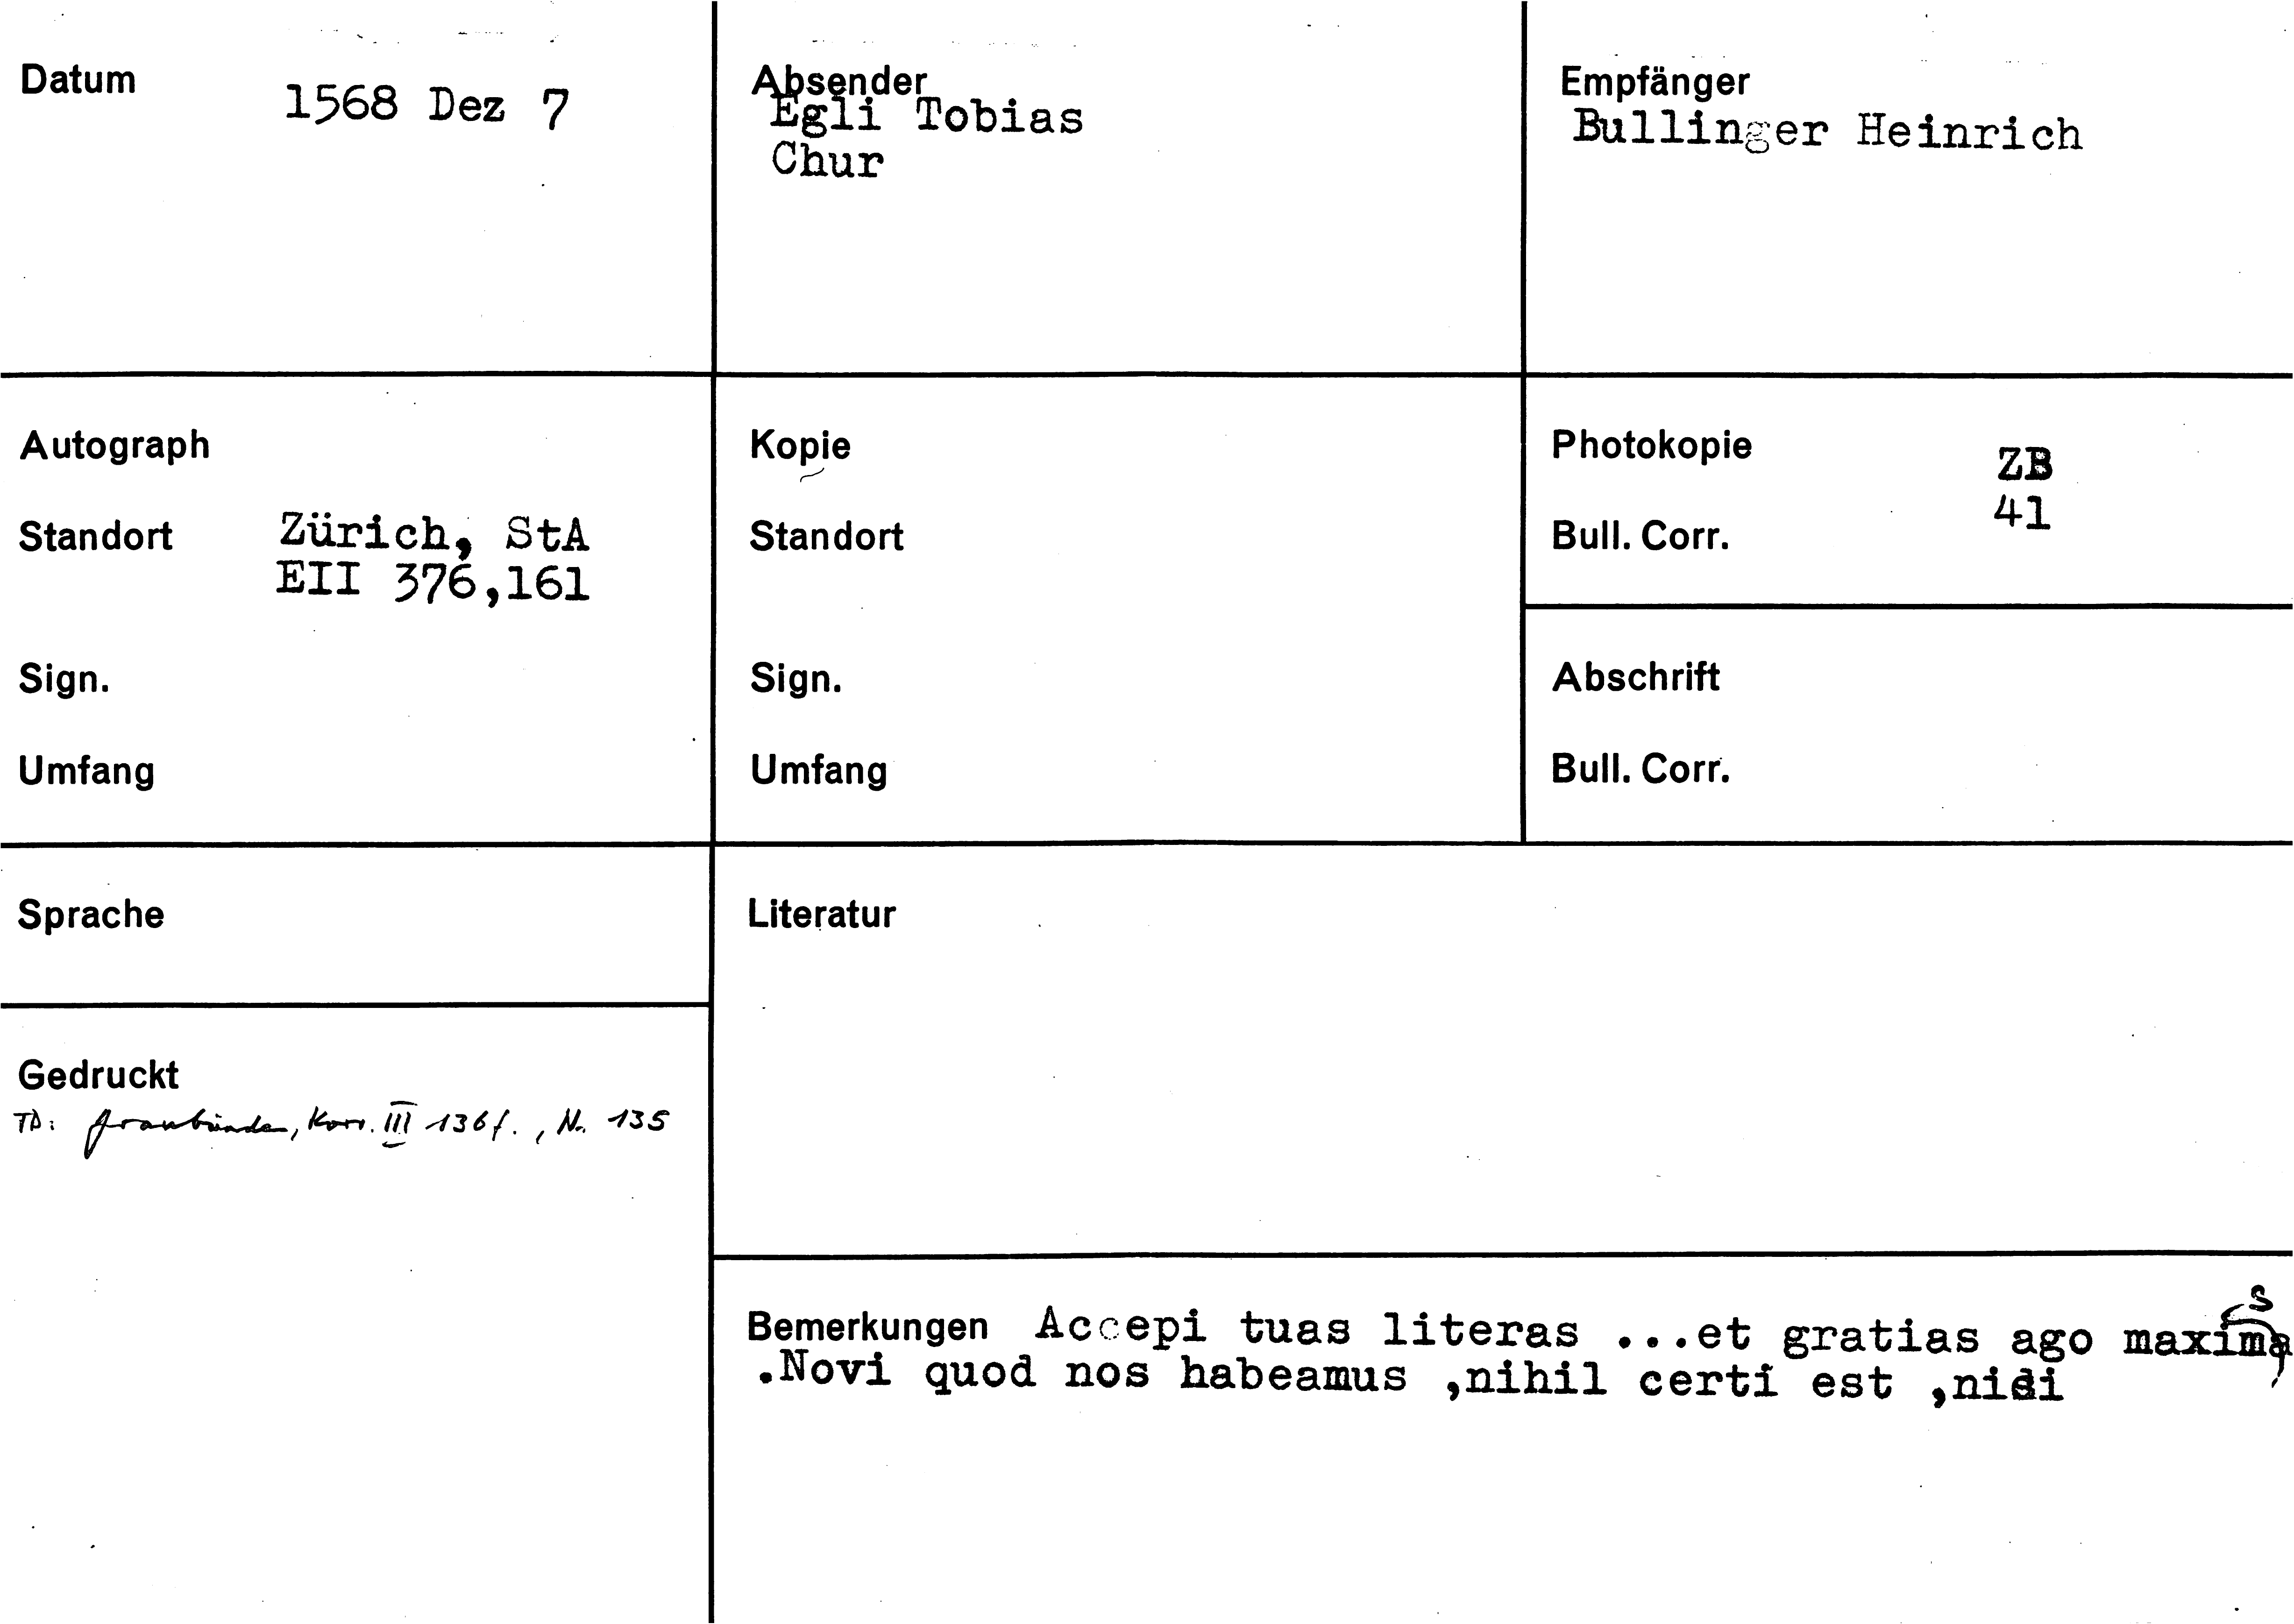 Datum
1568 Dez 7
Absender
Egli Tobias
Chur
Empfänger
Bullinger Heinrich
Autograph
Standort Zürich, StA
EII 376,161
Sign.
Umfang
Kopie
Standort
Sign.
Umfang
Photokopie ZB
Bull. Corr. 41
Abschrift
Bull. Corr.
Sprache
Gedruckt
TD: Graubünden, Korr. III 136f., N. 135
Literatur
Bemerkungen Accepi tuas literas ...et gratias ago maximas
.Novi quod nos habeamus ,nihil certi est ,nisi